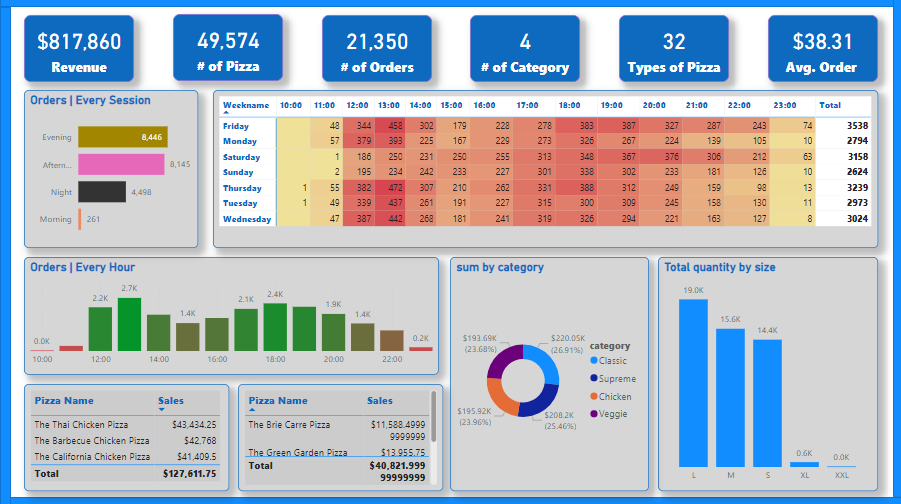 $817,860
Revenue
49,574
# of Pizza
21,350
# of Orders
4
# of Category
32
Types of Pizza
$38.31
Avg. Order
Orders | Every Session
Evening 8,446
Aftern... 8,145
Night 4,498
Morning 261
Weekname 10:00 11:00 12:00 13:00 14:00 15:00 16:00 17:00 18:00 19:00 20:00 21:00 22:00 23:00 Total
Friday 48 344 458 302 179 228 278 383 387 327 287 243 74 3538
Monday 57 379 393 225 167 229 273 326 267 224 139 105 10 2794
Saturday 1 186 250 231 250 255 313 348 367 376 306 212 63 3158
Sunday 2 195 234 242 233 227 301 338 302 233 181 126 10 2624
Thursday 1 55 382 472 307 210 262 331 388 312 249 159 98 13 3239
Tuesday 1 49 339 437 261 191 227 315 300 309 245 158 130 11 2973
Wednesday 47 387 442 268 181 241 319 326 294 221 163 127 8 3024
Orders | Every Hour
0.0K 2.2K 2.7K 1.4K 2.1K 2.4K 1.9K 1.4K 0.2K
10:00 12:00 14:00 16:00 18:00 20:00 22:00
sum by category
$193.69K
(23.68%)
$220.05K
(26.91%)
$195.92K
(23.96%)
$208.2K
(25.46%)
category
Classic
Supreme
Chicken
Veggie
Total quantity by size
19.0K 15.6K 14.4K 0.6K 0.0K
L M S XL XXL
Pizza Name Sales
The Thai Chicken Pizza $43,434.25
The Barbecue Chicken Pizza $42,768
The California Chicken Pizza $41,409.5
Total $127,611.75
Pizza Name Sales
The Brie Carre Pizza $11,588.4999
9999999
The Green Garden Pizza $13,955.75
Total $40,821.999
99999999